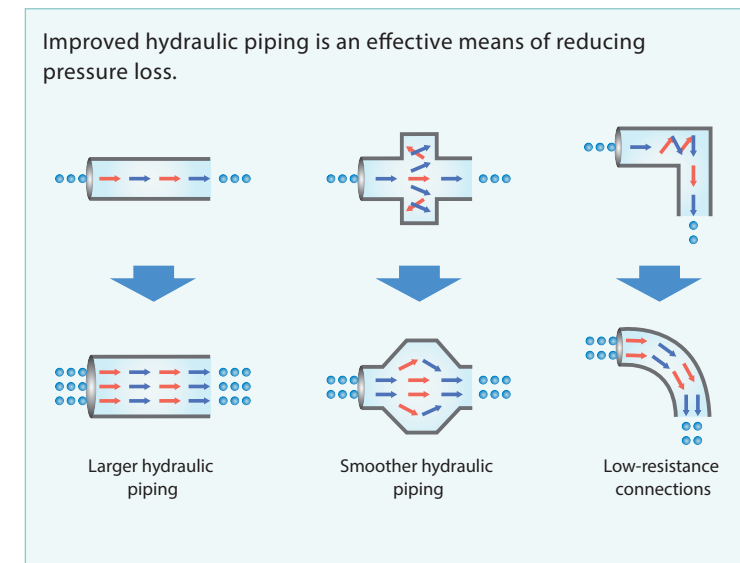 Improved hydraulic piping is an effective means of reducing
pressure loss.
Larger hydraulic
piping
Smoother hydraulic
piping
Low-resistance
connections